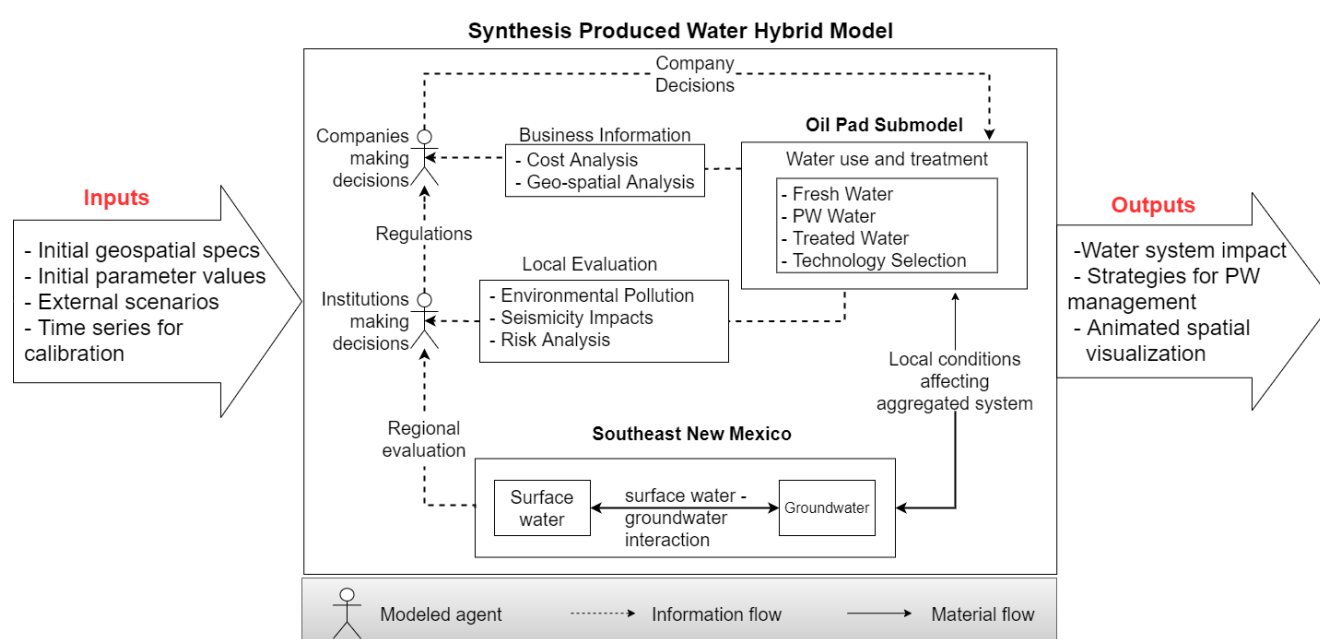 Synthesis Produced Water Hybrid Model
Inputs
- Initial geospatial specs
- Initial parameter values
- External scenarios
- Time series for
calibration
Company
Decisions
Companies
making
decisions
Business Information
- Cost Analysis
- Geo-spatial Analysis
Oil Pad Submodel
Water use and treatment
- Fresh Water
- PW Water
- Treated Water
- Technology Selection
Regulations
Institutions
making
decisions
Local Evaluation
- Environmental Pollution
- Seismicity Impacts
- Risk Analysis
Local conditions
affecting
aggregated system
Regional
evaluation
Southeast New Mexico
Surface
water
surface water -
groundwater
interaction
Groundwater
Outputs
-Water system impact
- Strategies for PW
management
- Animated spatial
visualization
Modeled agent
Information flow
Material flow